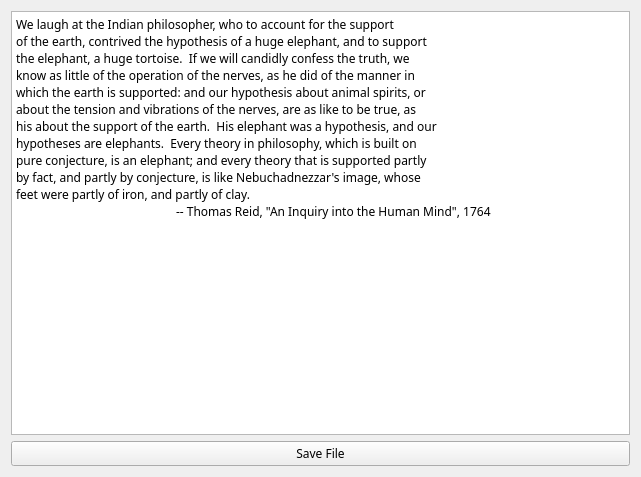 We laugh at the Indian philosopher, who to account for the support
of the earth, contrived the hypothesis of a huge elephant, and to support
the elephant, a huge tortoise.  If we will candidly confess the truth, we
know as little of the operation of the nerves, as he did of the manner in
which the earth is supported: and our hypothesis about animal spirits, or
about the tension and vibrations of the nerves, are as like to be true, as
his about the support of the earth.  His elephant was a hypothesis, and our
hypotheses are elephants.  Every theory in philosophy, which is built on
pure conjecture, is an elephant; and every theory that is supported partly
by fact, and partly by conjecture, is like Nebuchadnezzar's image, whose
feet were partly of iron, and partly of clay.
-- Thomas Reid, "An Inquiry into the Human Mind", 1764
Save File